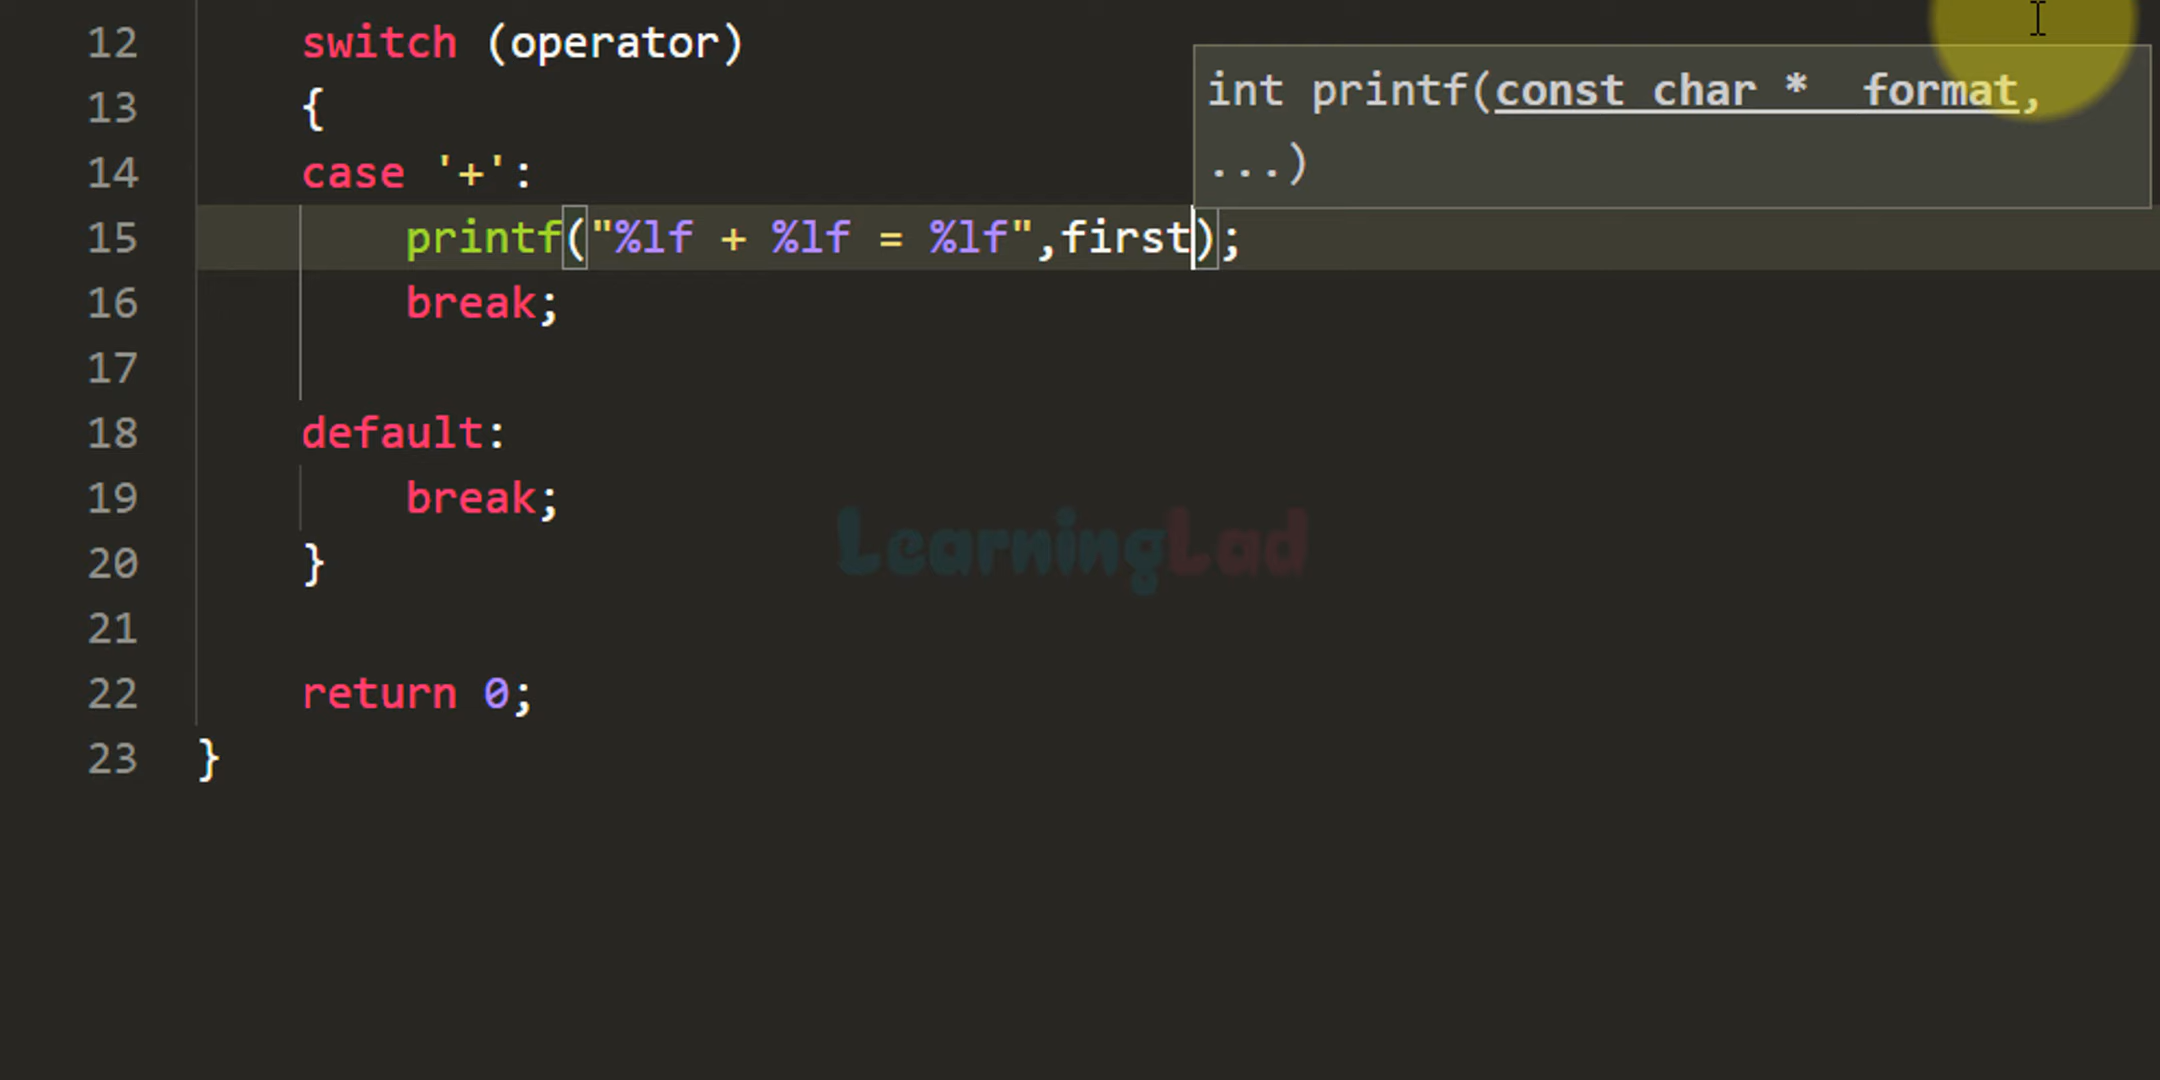 12 switch (operator)
int printf(const char *  format,
13 {
...)
14 case '+':
15 printf("%lf + %lf = %lf",first);
16 break;
17
18 default:
19 break;
20 }
21
22 return 0;
23 }
LearningLad